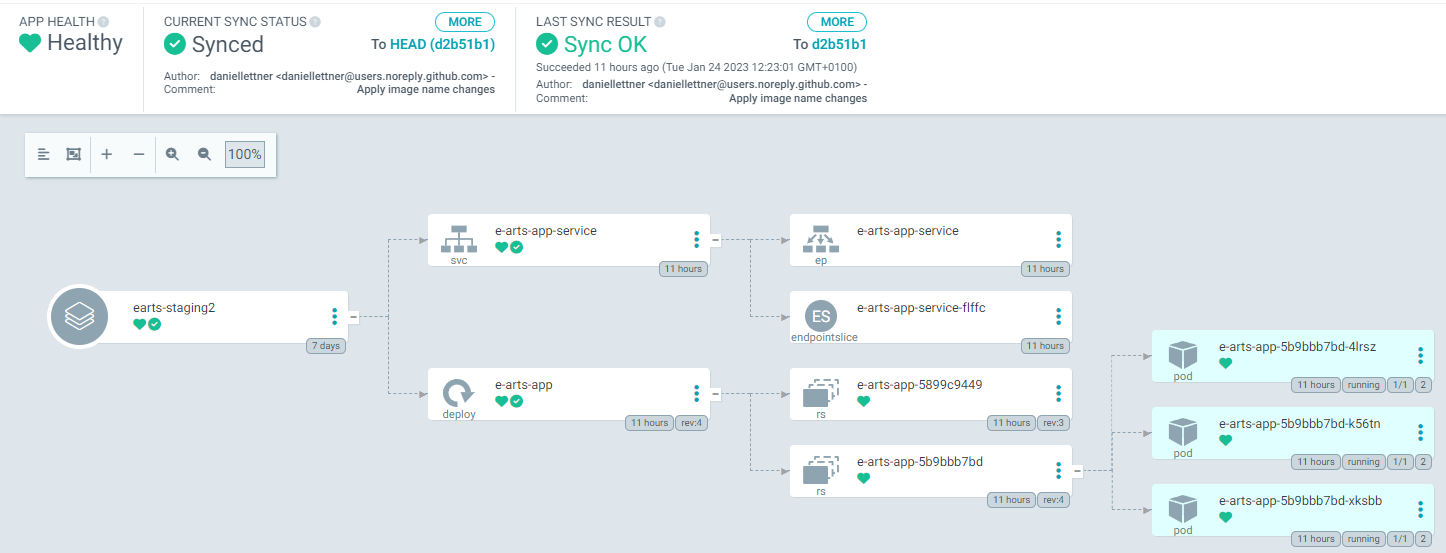 APP HEALTH
Healthy
CURRENT SYNC STATUS
MORE
Synced
To HEAD (d2b51b1)
Author: daniellettner <daniellettner@users.noreply.github.com> -
Comment: Apply image name changes
LAST SYNC RESULT
MORE
Sync OK
To d2b51b1
Succeeded 11 hours ago (Tue Jan 24 2023 12:23:01 GMT+0100)
Author: daniellettner <daniellettner@users.noreply.github.com> -
Comment: Apply image name changes
100%
earts-staging2
7 days
e-arts-app-service
svc
11 hours
e-arts-app
deploy
11 hours rev:4
e-arts-app-service
ep
11 hours
ES
e-arts-app-service-flffc
endpointslice
11 hours
e-arts-app-5899c9449
rs
11 hours rev:3
e-arts-app-5b9bbb7bd
rs
11 hours rev:4
e-arts-app-5b9bbb7bd-4lrsz
pod
11 hours running 1/1 2
e-arts-app-5b9bbb7bd-k56tn
pod
11 hours running 1/1 2
e-arts-app-5b9bbb7bd-xksbb
pod
11 hours running 1/1 2